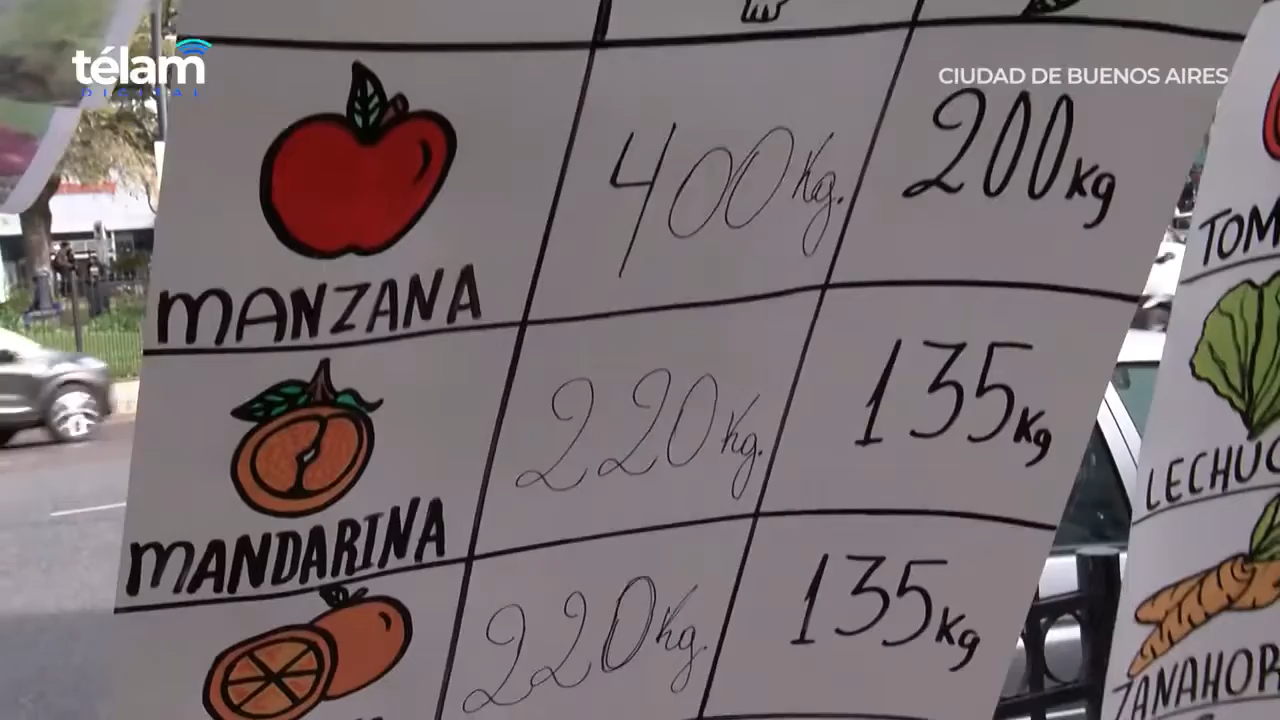 télam
DIGITAL
CIUDAD DE BUENOS AIRES
MANZANA 400 Kg. 200 Kg
MANDARINA 220 Kg. 135 Kg
220 Kg. 135 Kg
TOM
LECHUG
ZANAHOR